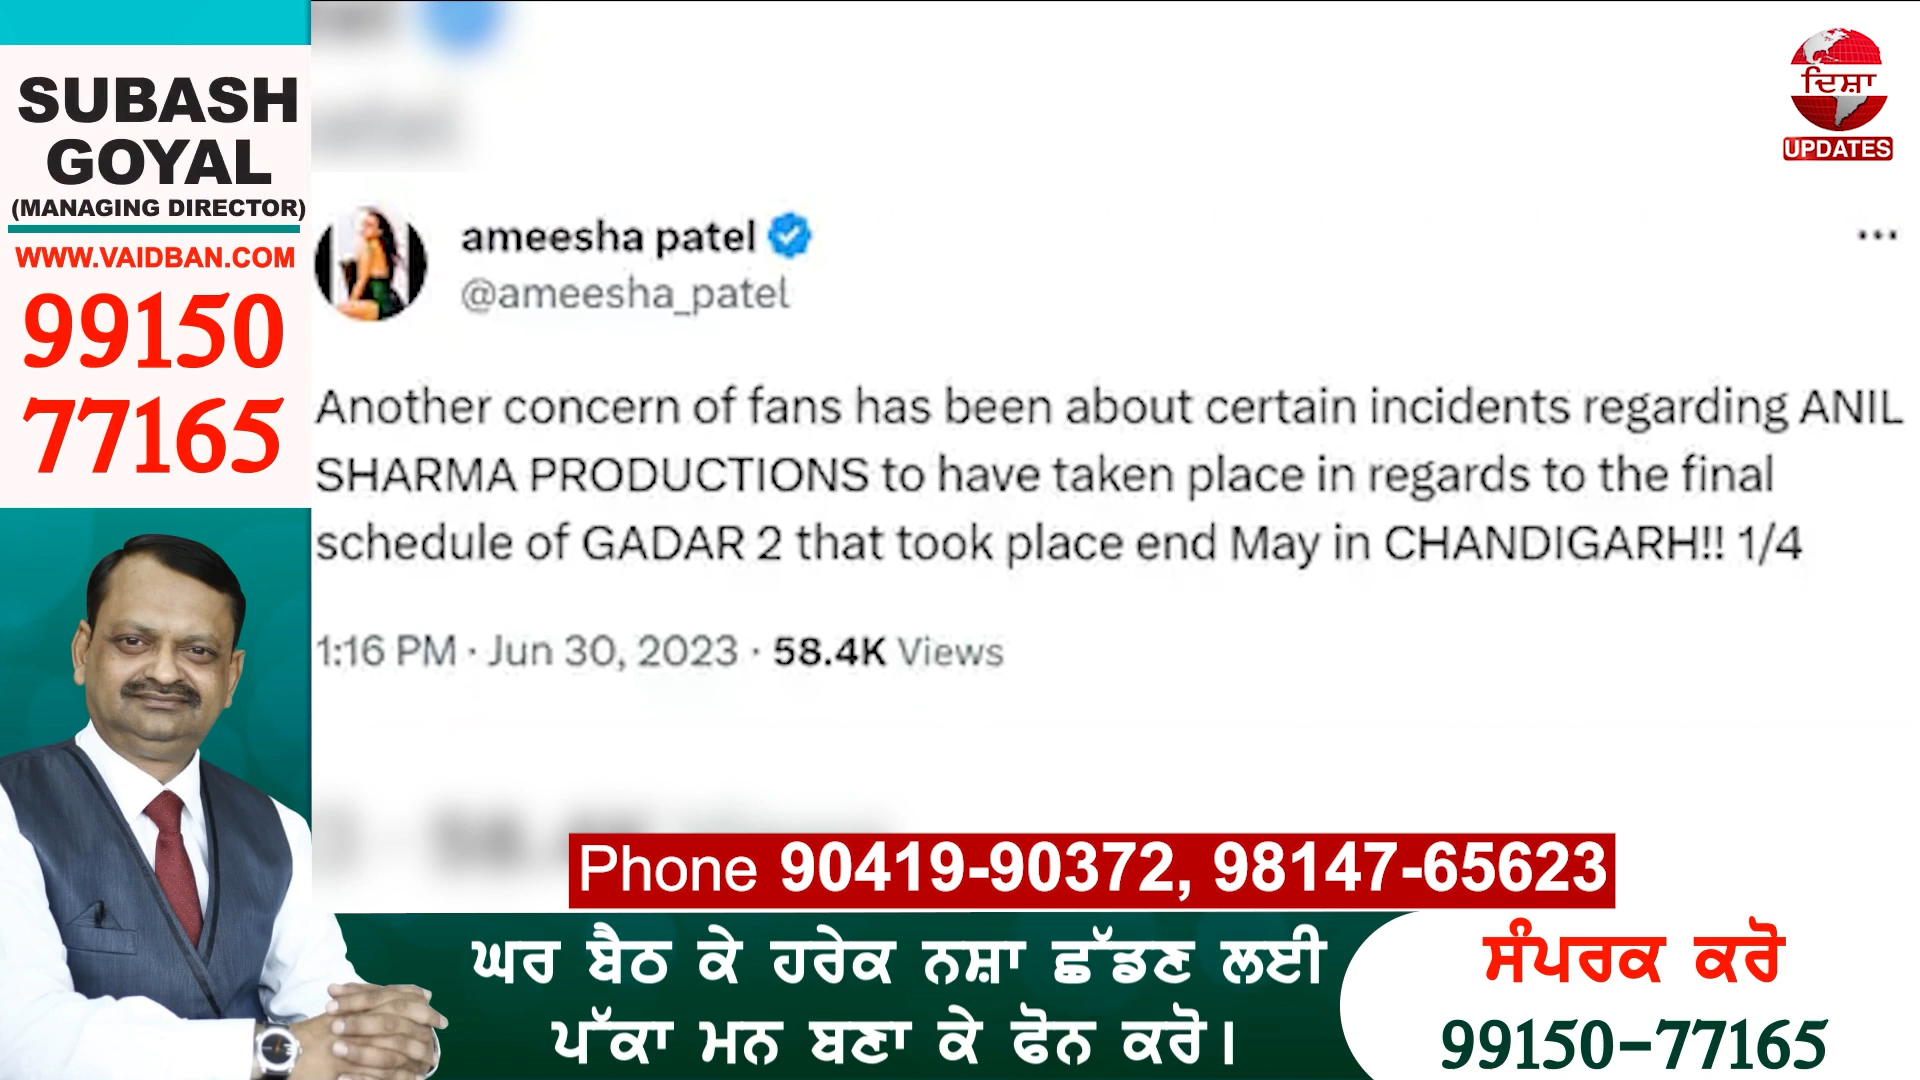 SUBASH
GOYAL
(MANAGING DIRECTOR)
WWW.VAIDBAN.COM
99150
77165
ਦਿਸ਼ਾ
UPDATES
ameesha patel
@ameesha_patel
Another concern of fans has been about certain incidents regarding ANIL
SHARMA PRODUCTIONS to have taken place in regards to the final
schedule of GADAR 2 that took place end May in CHANDIGARH!! 1/4
1:16 PM · Jun 30, 2023 · 58.4K Views
Phone 90419-90372, 98147-65623
ਘਰ ਬੈਠ ਕੇ ਹਰੇਕ ਨਸ਼ਾ ਛੱਡਣ ਲਈ
ਪੱਕਾ ਮਨ ਬਣਾ ਕੇ ਫੋਨ ਕਰੋ।
ਸੰਪਰਕ ਕਰੋ
99150-77165